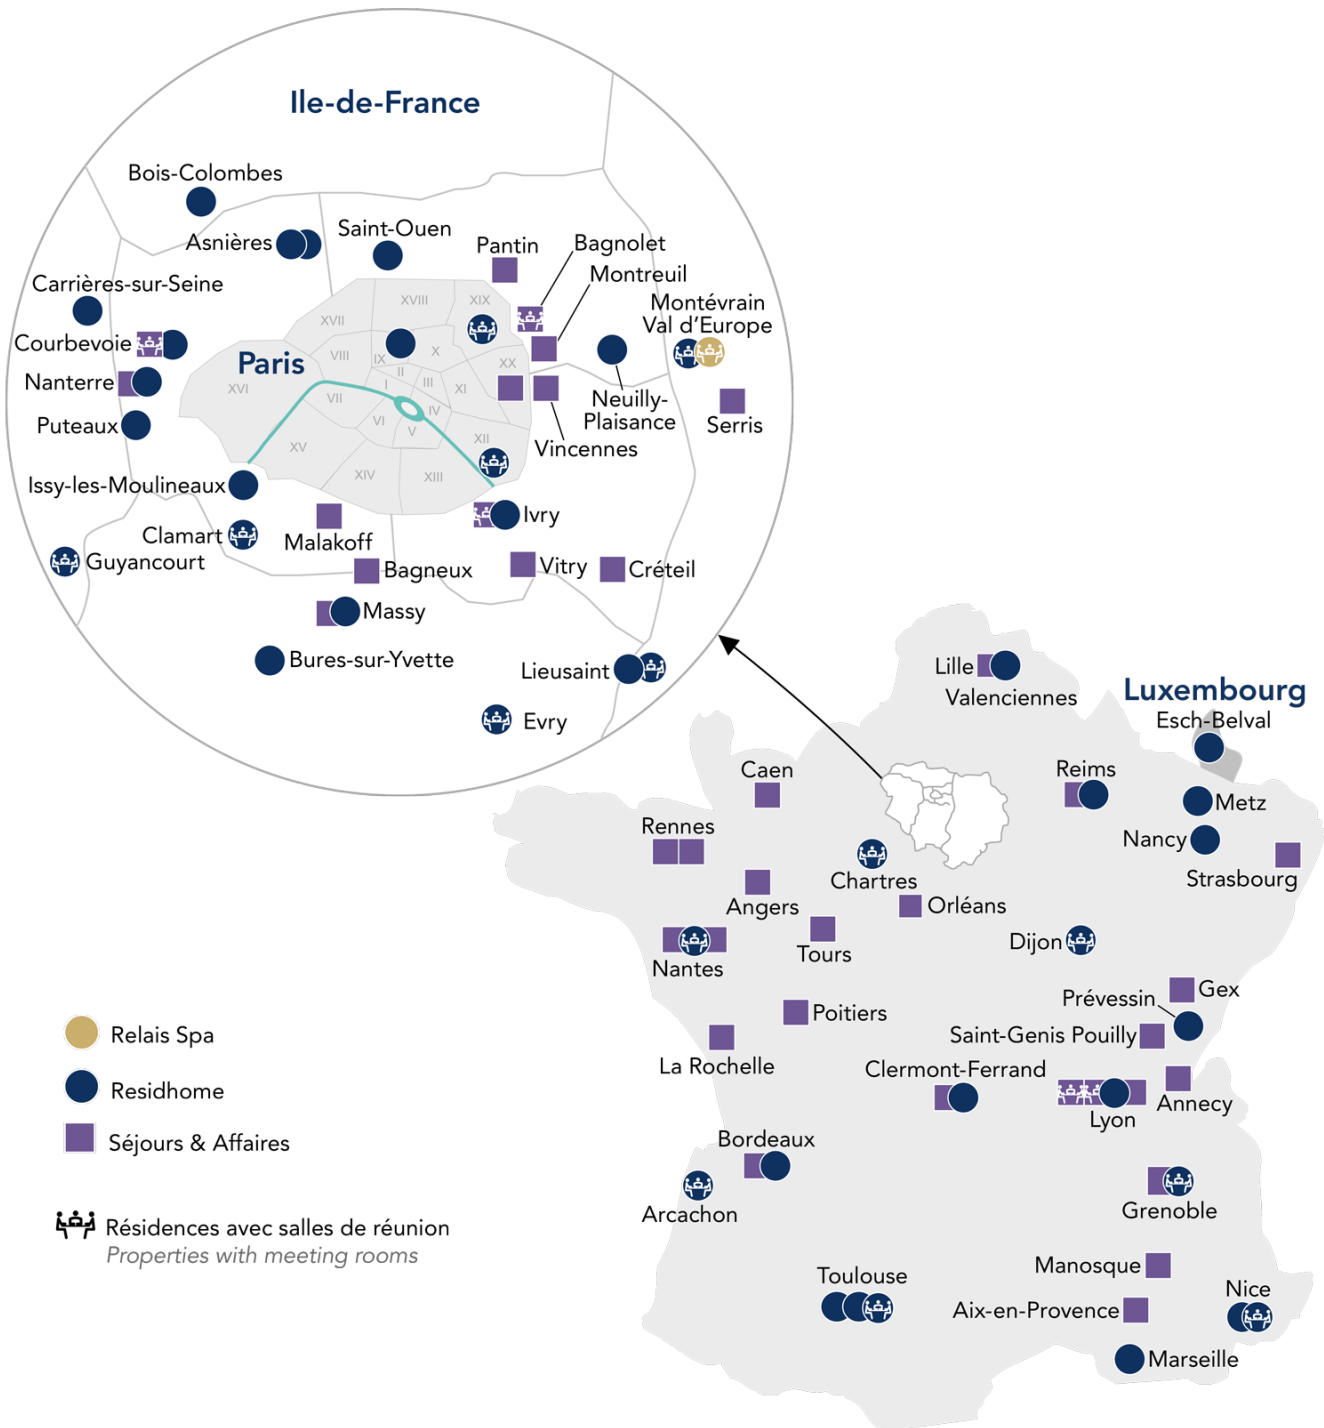 Ile-de-France
Bois-Colombes
Asnières
Saint-Ouen
Pantin
Bagnolet
Montreuil
Carrières-sur-Seine
Montévrain
Val d'Europe
Courbevoie
Nanterre
Puteaux
Paris
XVIII
XIX
XVII
VIII
IX
X
II
XX
XVI
I
III
XI
VII
IV
VI
V
XII
XV
XIV
XIII
Neuilly-
Plaisance
Serris
Vincennes
Issy-les-Moulineaux
Clamart
Guyancourt
Malakoff
Ivry
Bagneux
Vitry
Créteil
Massy
Bures-sur-Yvette
Lieusaint
Evry
Lille
Valenciennes
Luxembourg
Esch-Belval
Caen
Reims
Metz
Rennes
Nancy
Chartres
Strasbourg
Angers
Orléans
Tours
Dijon
Nantes
Gex
Prévessin
Poitiers
Saint-Genis Pouilly
La Rochelle
Clermont-Ferrand
Annecy
Lyon
Bordeaux
Arcachon
Grenoble
Manosque
Toulouse
Nice
Aix-en-Provence
Marseille
Relais Spa
Residhome
Séjours & Affaires
Résidences avec salles de réunion
Properties with meeting rooms